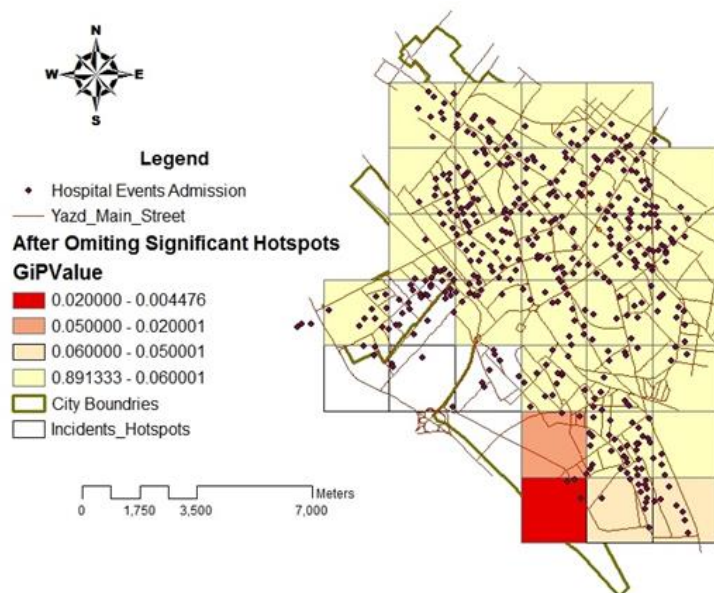 N
W E
S
Legend
Hospital Events Admission
Yazd_Main_Street
After Omiting Significant Hotspots
GiPValue
0.020000 - 0.004476
0.050000 - 0.020001
0.060000 - 0.050001
0.891333 - 0.060001
City Boundries
Incidents_Hotspots
Meters
0 1,750 3,500 7,000